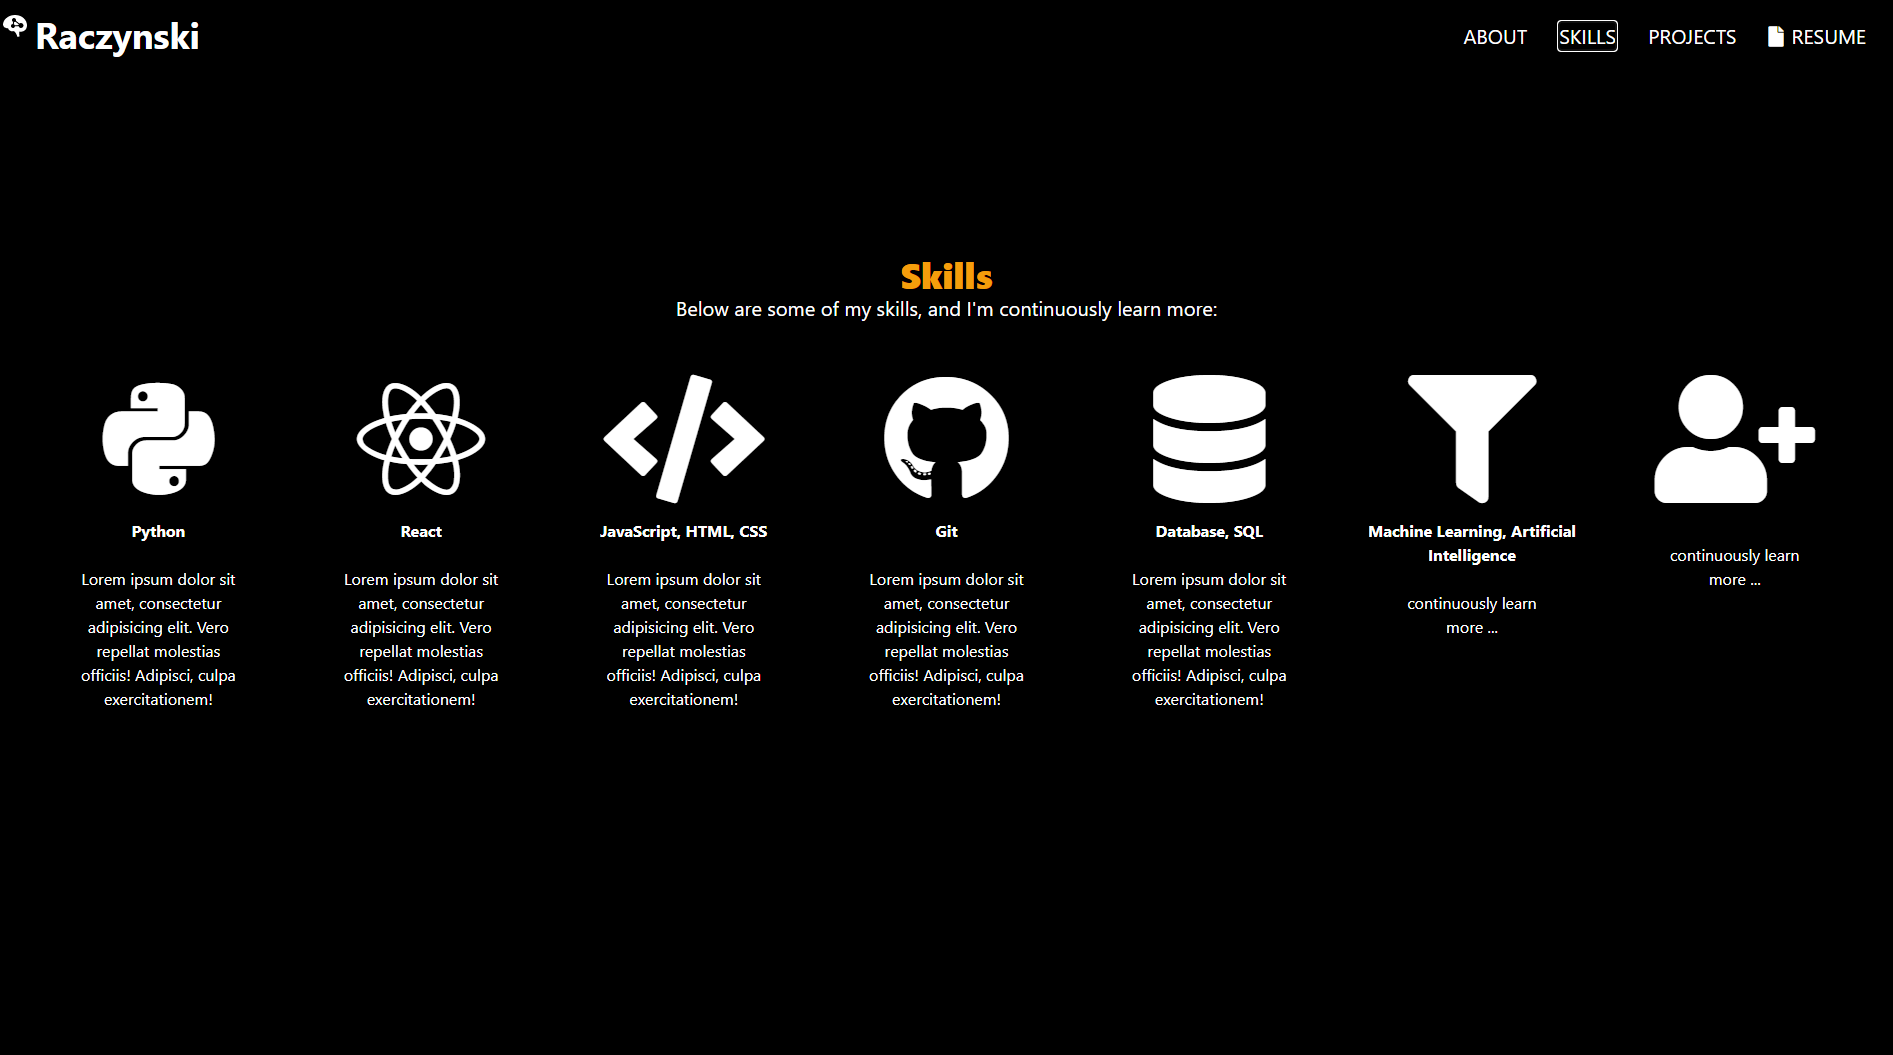 Raczynski
ABOUT
SKILLS
PROJECTS
RESUME
Skills
Below are some of my skills, and I'm continuously learn more:
Python
Lorem ipsum dolor sit
amet, consectetur
adipisicing elit. Vero
repellat molestias
officiis! Adipisci, culpa
exercitationem!
React
Lorem ipsum dolor sit
amet, consectetur
adipisicing elit. Vero
repellat molestias
officiis! Adipisci, culpa
exercitationem!
JavaScript, HTML, CSS
Lorem ipsum dolor sit
amet, consectetur
adipisicing elit. Vero
repellat molestias
officiis! Adipisci, culpa
exercitationem!
Git
Lorem ipsum dolor sit
amet, consectetur
adipisicing elit. Vero
repellat molestias
officiis! Adipisci, culpa
exercitationem!
Database, SQL
Lorem ipsum dolor sit
amet, consectetur
adipisicing elit. Vero
repellat molestias
officiis! Adipisci, culpa
exercitationem!
Machine Learning, Artificial
Intelligence
continuously learn
more ...
continuously learn
more ...